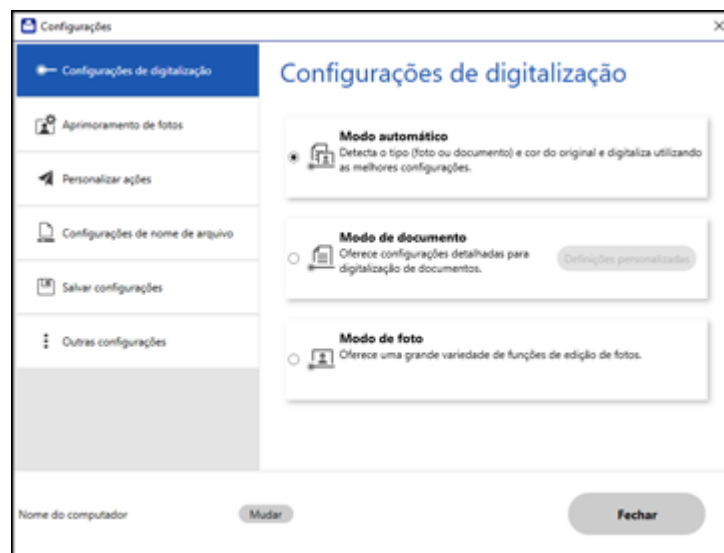 Configurações
Configurações de digitalização
Aprimoramento de fotos
Personalizar ações
Configurações de nome de arquivo
Salvar configurações
Outras configurações
Configurações de digitalização
Modo automático
Detecta o tipo (foto ou documento) e cor do original e digitaliza utilizando
as melhores configurações.
Modo de documento
Oferece configurações detalhadas para
digitalização de documentos.
Definições personalizadas
Modo de foto
Oferece uma grande variedade de funções de edição de fotos.
Nome do computador
Mudar
Fechar